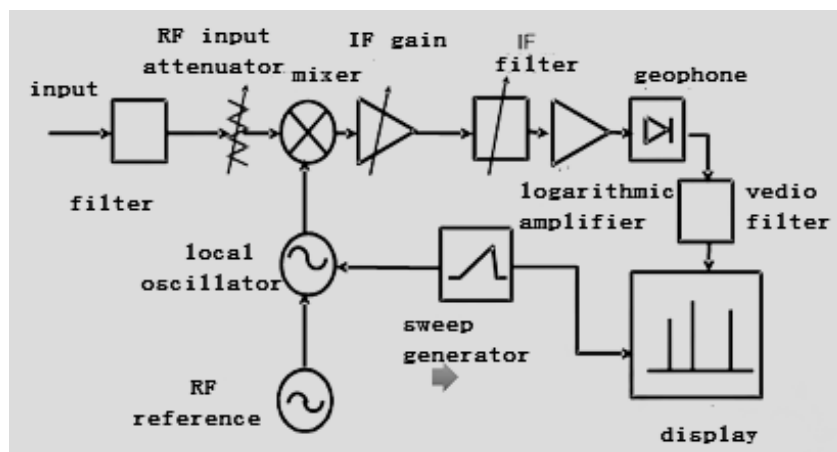 RF input
attenuator
IF gain
IF
filter
mixer
geophone
input
filter
logarithmic
amplifier
vedio
filter
local
oscillator
sweep
generator
RF
reference
display